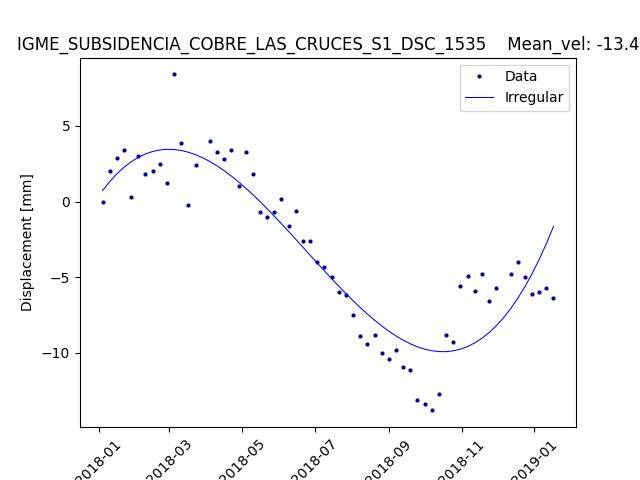 IGME_SUBSIDENCIA_COBRE_LAS_CRUCES_S1_DSC_1535 Mean_vel: -13.4
Data
Irregular
Displacement [mm]
5
0
−5
−10
2018-01
2018-03
2018-05
2018-07
2018-09
2018-11
2019-01